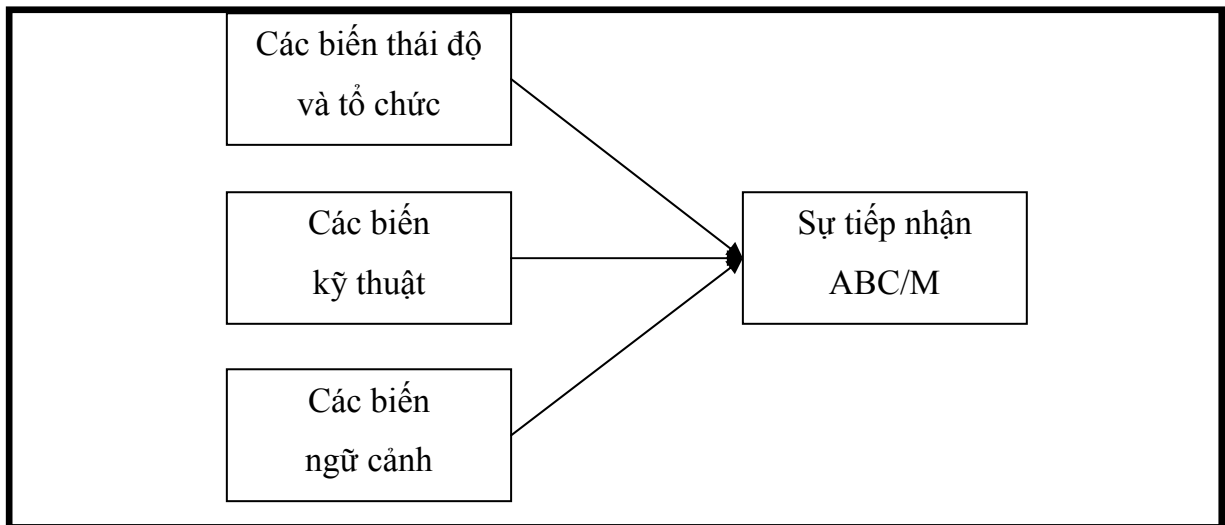 Các biến thái độ
và tổ chức
Các biến
kỹ thuật
Sự tiếp nhận
ABC/M
Các biến
ngữ cảnh